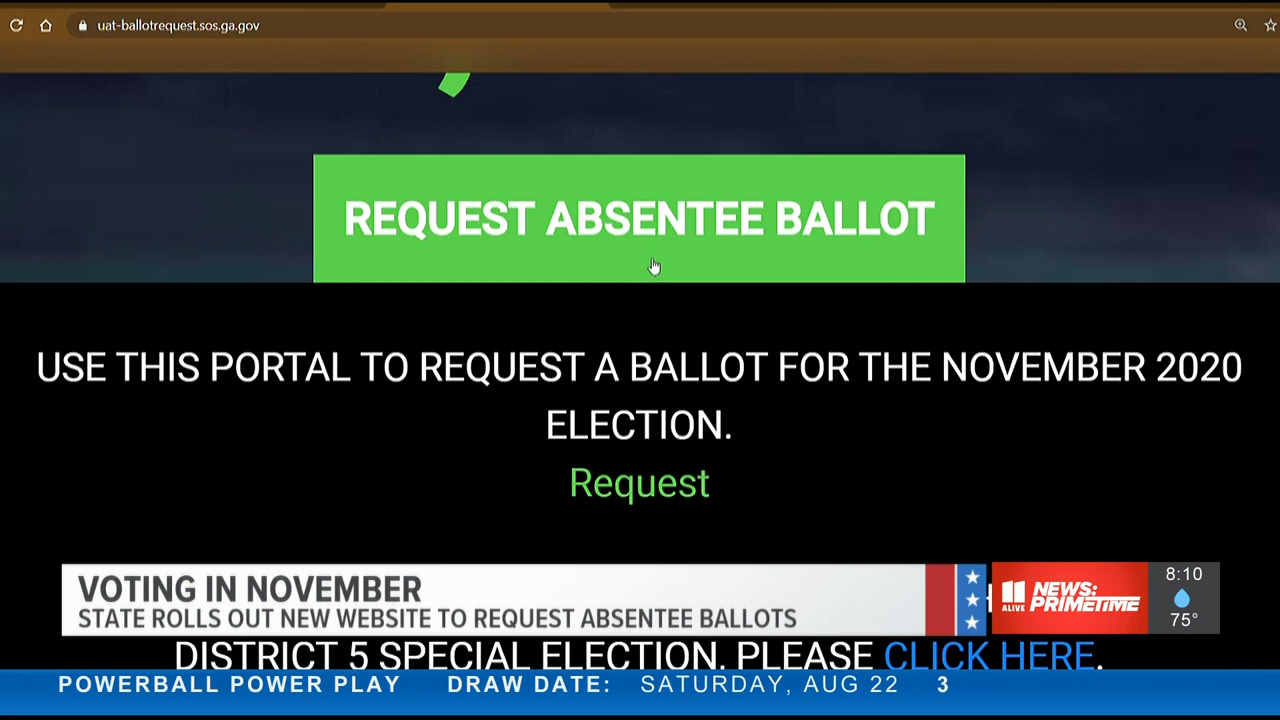 uat-ballotrequest.sos.ga.gov
REQUEST ABSENTEE BALLOT
USE THIS PORTAL TO REQUEST A BALLOT FOR THE NOVEMBER 2020
ELECTION.
Request
VOTING IN NOVEMBER
STATE ROLLS OUT NEW WEBSITE TO REQUEST ABSENTEE BALLOTS
11
ALIVE
NEWS:
PRIMETIME
8:10
75°
DISTRICT 5 SPECIAL ELECTION, PLEASE CLICK HERE.
POWERBALL POWER PLAY DRAW DATE: SATURDAY, AUG 22 3